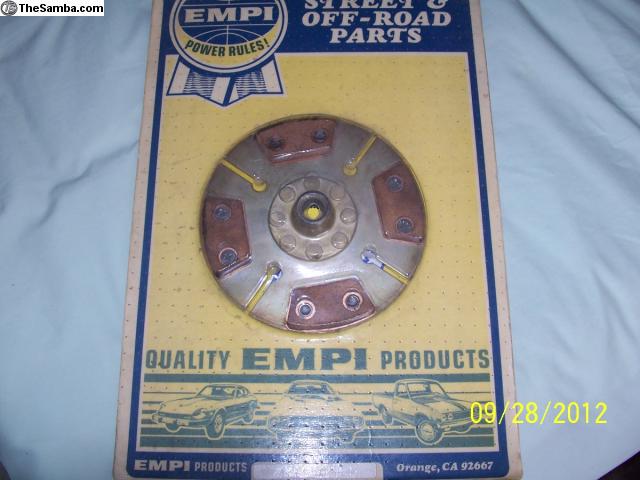 TheSamba.com
EMPI
POWER RULES!
STREET &
OFF-ROAD
PARTS
QUALITY EMPI PRODUCTS
09/28/2012
EMPI PRODUCTS
Orange, CA 92667